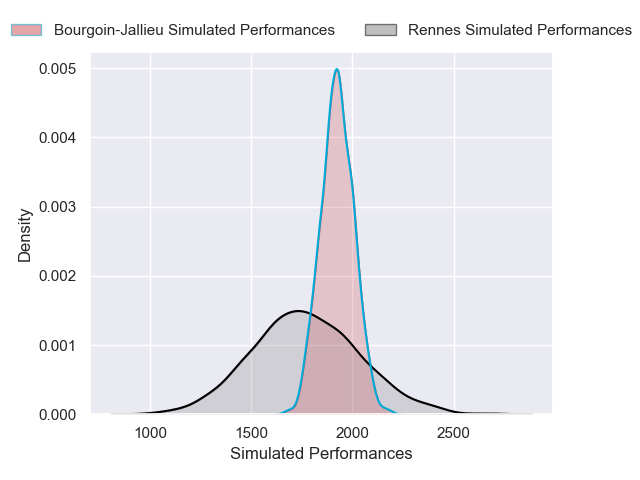 Bourgoin-Jallieu Simulated Performances
Rennes Simulated Performances
0.005
0.004
0.003
0.002
0.001
0.000
Density
1000
1500
2000
2500
Simulated Performances